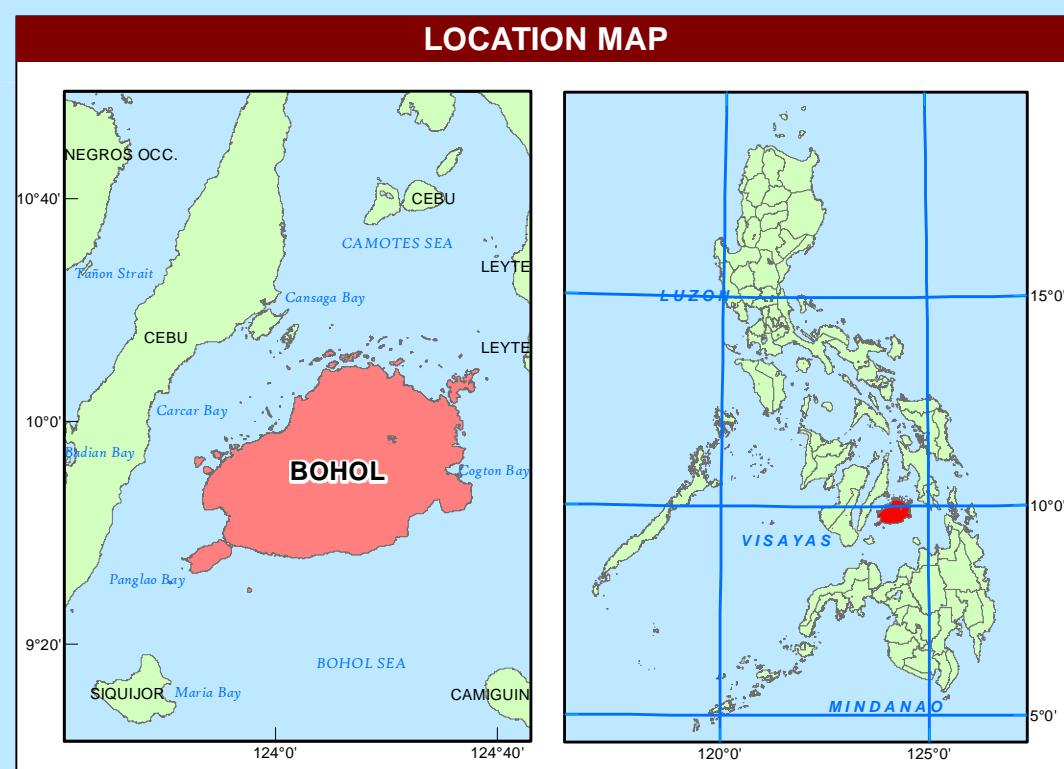 LOCATION MAP
NEGROS OCC.
10°40'
CEBU
CAMOTES SEA
LEYTE
Tañon Strait
Cansaga Bay
CEBU
LEYTE
Carcar Bay
10°0'
Badian Bay
BOHOL
Cogton Bay
Panglao Bay
9°20'
BOHOL SEA
SIQUIJOR
Maria Bay
CAMIGUIN
124°0'
124°40'
LUZON
15°0'
10°0'
VISAYAS
MINDANAO
5°0'
120°0'
125°0'